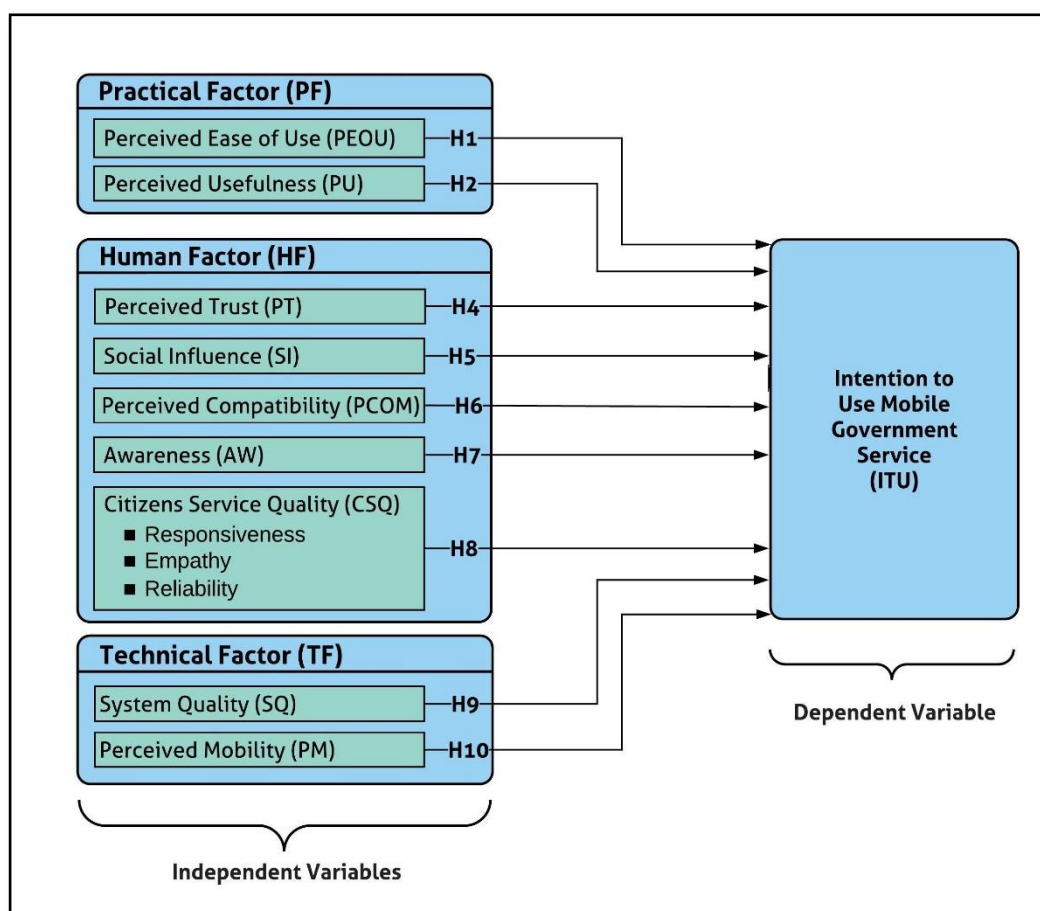 Practical Factor (PF)
Perceived Ease of Use (PEOU)
H1
Perceived Usefulness (PU)
H2
Human Factor (HF)
Perceived Trust (PT)
H4
Social Influence (SI)
H5
Perceived Compatibility (PCOM)
H6
Awareness (AW)
H7
Citizens Service Quality (CSQ)
■ Responsiveness
■ Empathy
■ Reliability
H8
Technical Factor (TF)
System Quality (SQ)
H9
Perceived Mobility (PM)
H10
Independent Variables
Intention to
Use Mobile
Government
Service
(ITU)
Dependent Variable